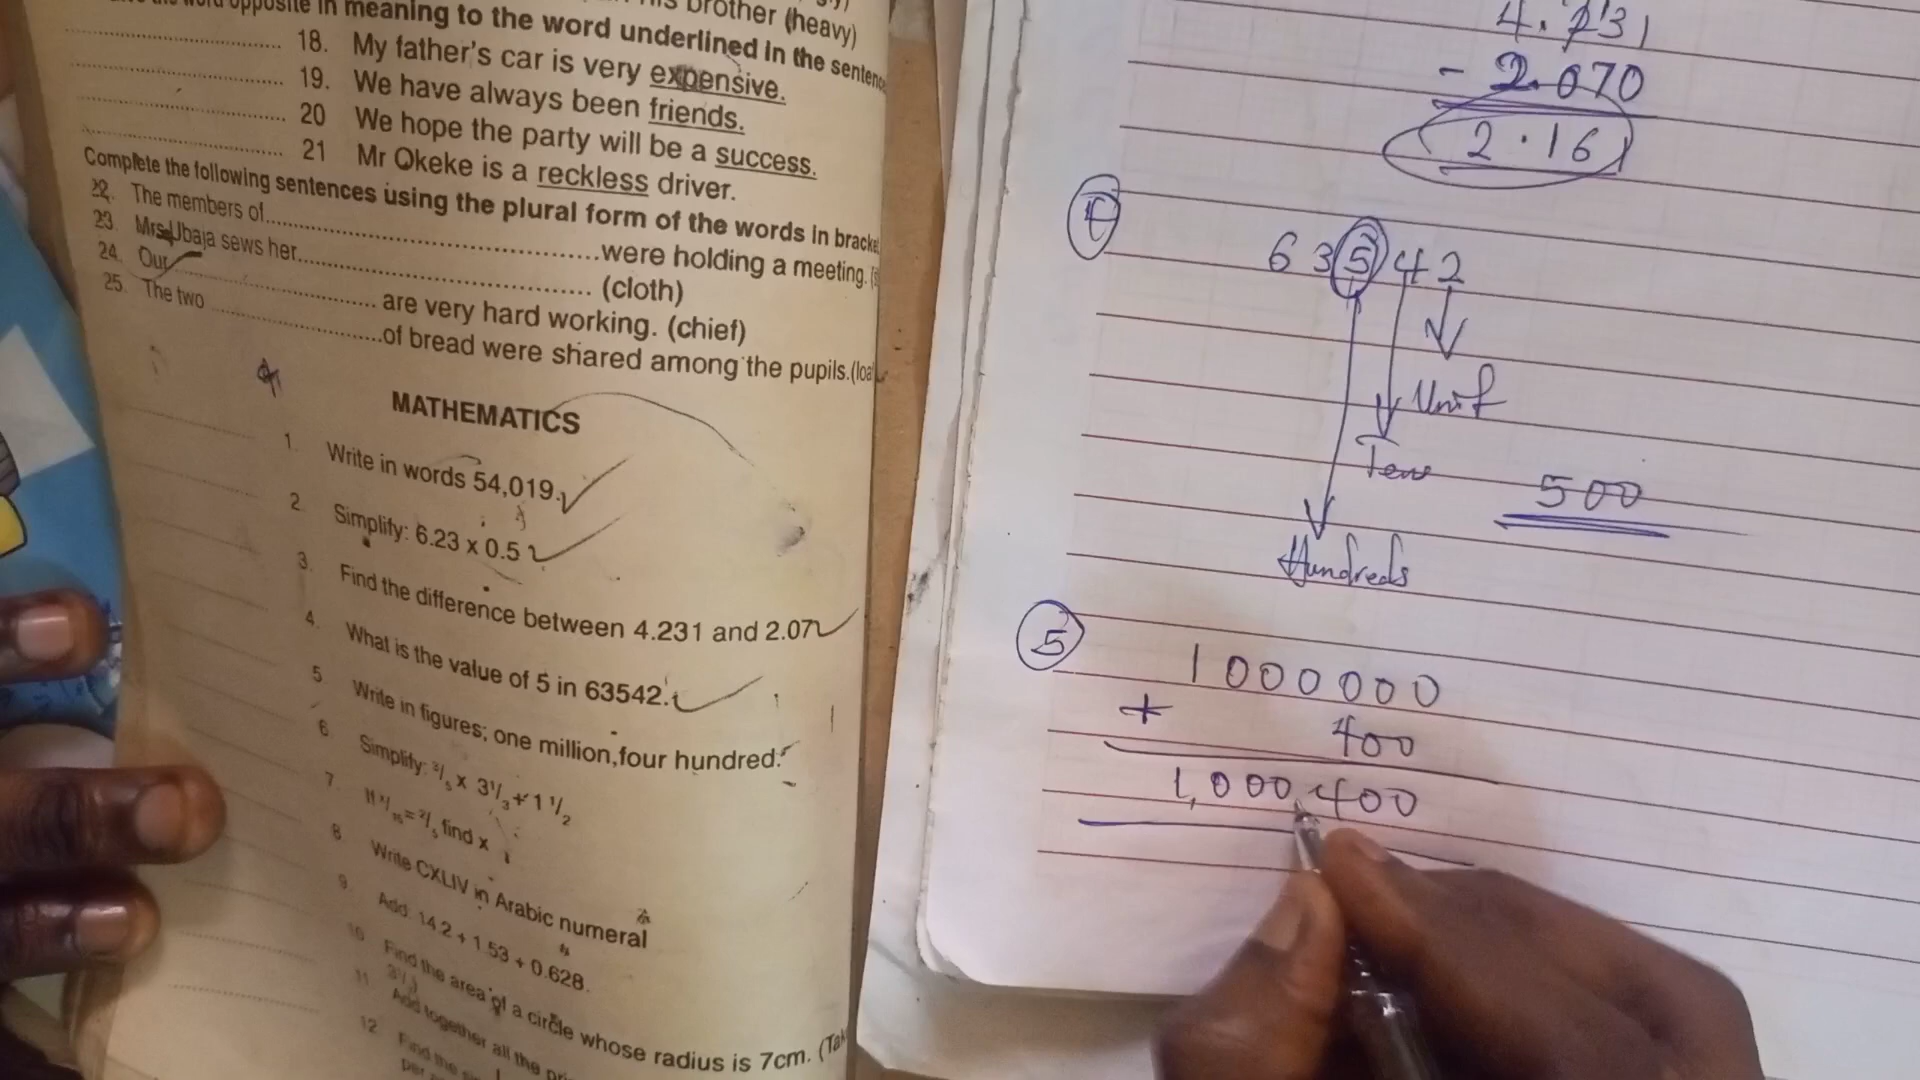 brother (heavy)
opposite in meaning to the word underlined in the sentenc
18. My father's car is very expensive.
19. We have always been friends.
20 We hope the party will be a success.
21 Mr Okeke is a reckless driver.
Complete the following sentences using the plural form of the words in bracke
22. The members of..........were holding a meeting.
23. Mrs Ubaja sews her.......... (cloth)
24. Our .......... are very hard working. (chief)
25. The two ..........of bread were shared among the pupils.(loa
MATHEMATICS
1. Write in words 54,019.
2. Simplify: 6.23 x 0.5
3. Find the difference between 4.231 and 2.07
4. What is the value of 5 in 63542.
5. Write in figures; one million, four hundred.
6. Simplify: 3/5 x 3 1/3 + 1 1/2
7. If x/15 = 2/5 find x
8 Write CXLIV in Arabic numeral
9. Add: 14.2 + 1.53 + 0.628.
10 Find the area of a circle whose radius is 7cm. (Tak
11. Add together all the pri
12 Find the
per
4.231
- 2.070
2.161
63542
Unit
Tens
500
Hundreds
5
1000000
+ 400
1,000,400